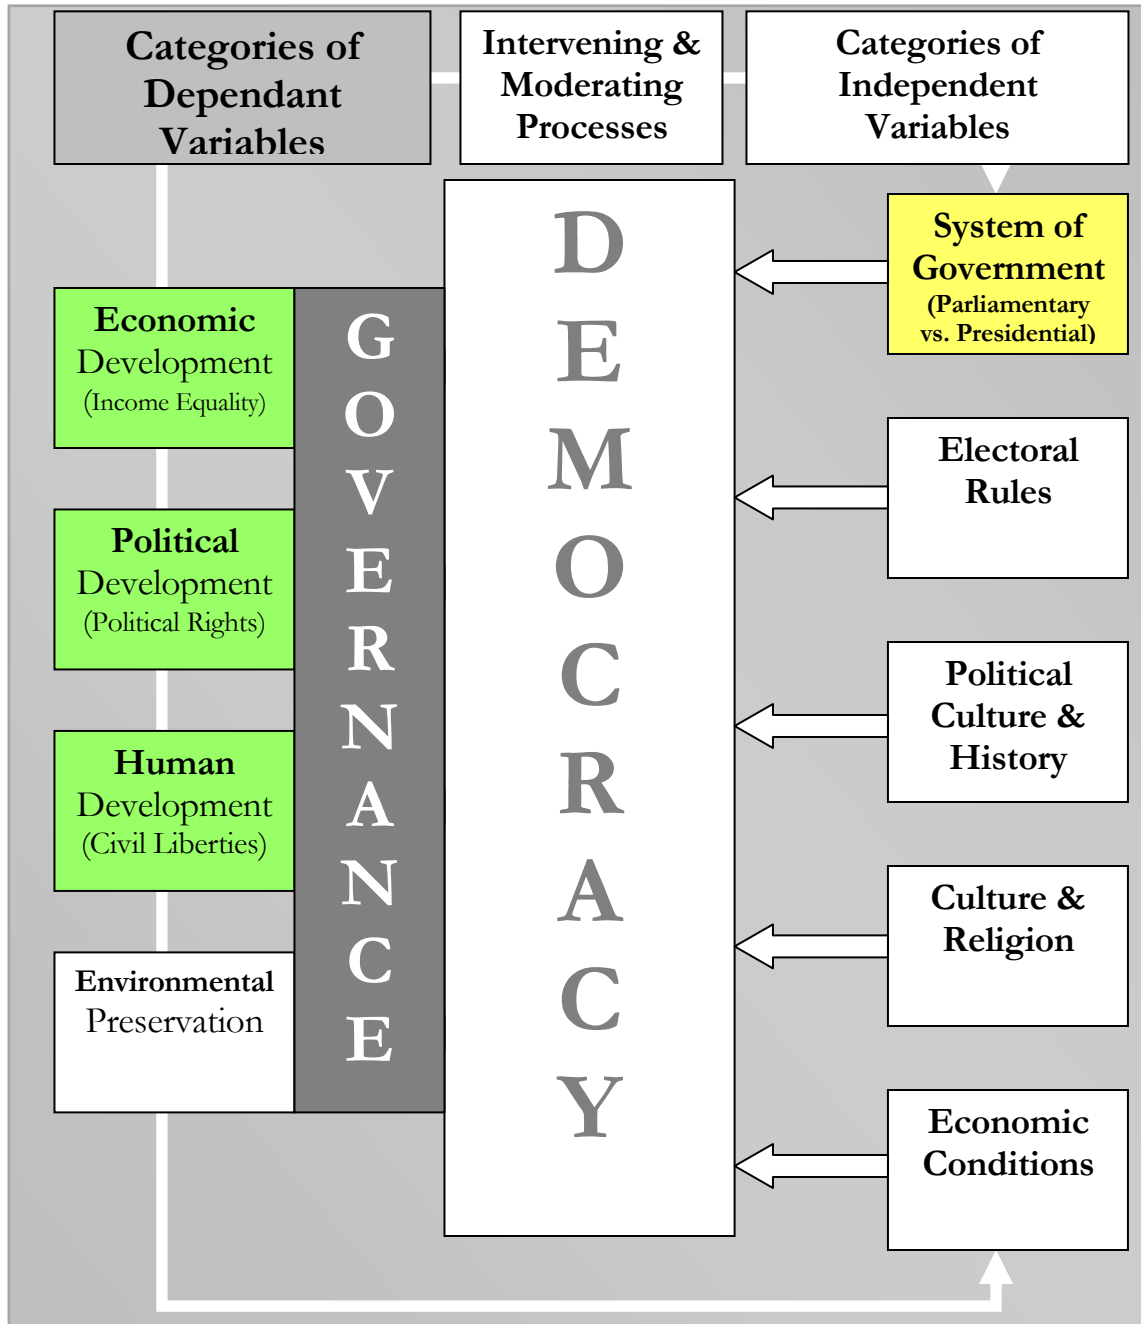 Categories of
Dependant
Variables
Intervening &
Moderating
Processes
Categories of
Independent
Variables
System of
Government
(Parliamentary
vs. Presidential)
Economic
Development
(Income Equality)
Political
Development
(Political Rights)
Human
Development
(Civil Liberties)
Environmental
Preservation
G
O
V
E
R
N
A
N
C
E
D
E
M
O
C
R
A
C
Y
Electoral
Rules
Political
Culture &
History
Culture &
Religion
Economic
Conditions